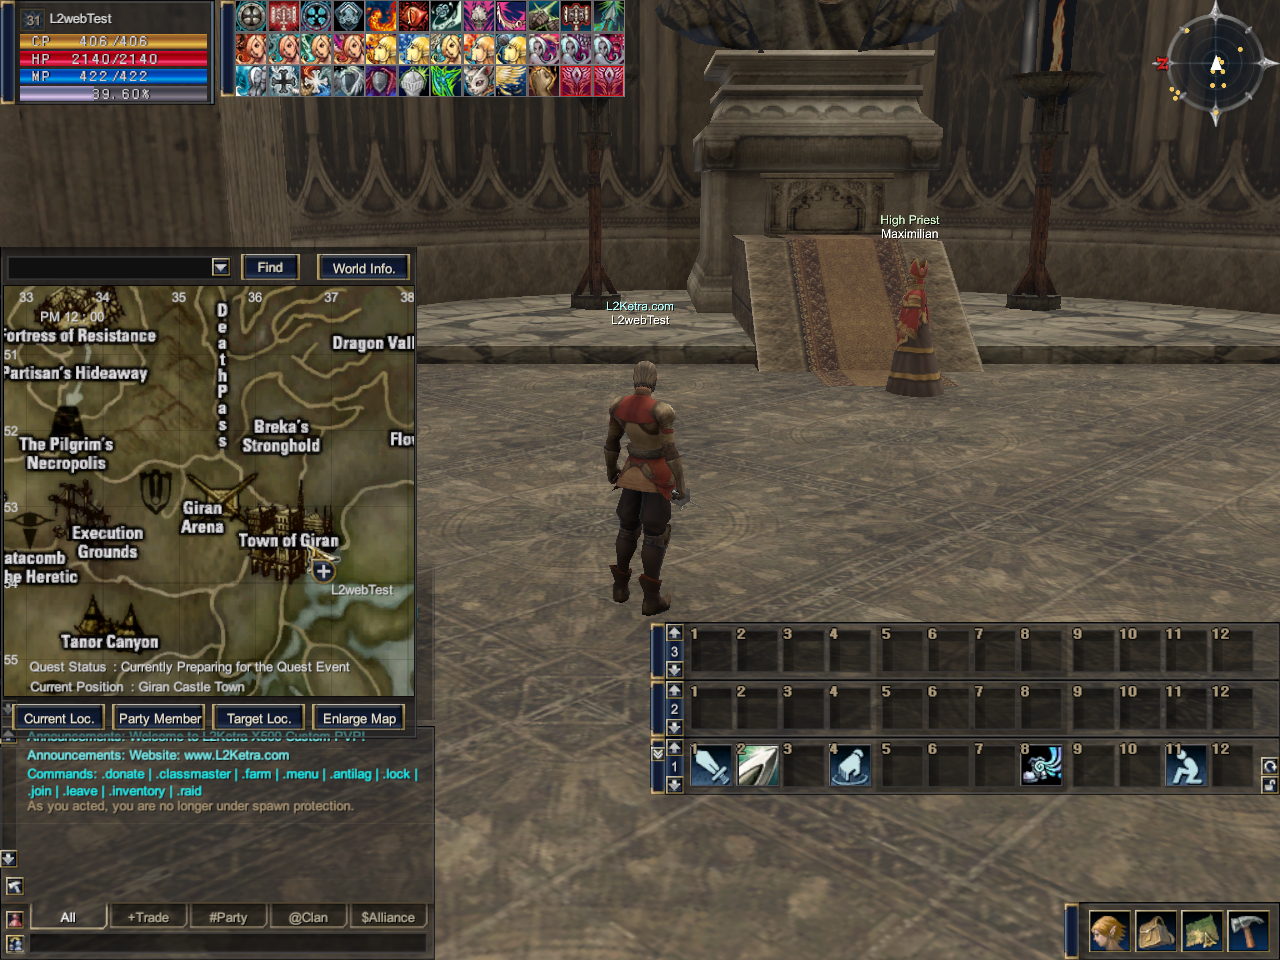 31 L2webTest
CP 406/406
HP 2140/2140
MP 422/422
39.60%
High Priest
Maximilian
L2Ketra.com
L2webTest
Find
World Info.
33 34 35 36 37 38
PM 12 : 00
Fortress of Resistance
DeathPass
Dragon Vall
51
Partisan's Hideaway
52
Breka's
Stronghold
Flo
The Pilgrim's
Necropolis
53
Giran
Arena
Execution
Grounds
Town of Giran
atacomb
he Heretic
54
L2webTest
Tanor Canyon
55
Quest Status : Currently Preparing for the Quest Event
Current Position : Giran Castle Town
Current Loc.
Party Member
Target Loc.
Enlarge Map
Announcements: Welcome to L2Ketra X500 Custom PVP!
Announcements: Website: www.L2Ketra.com
Commands: .donate | .classmaster | .farm | .menu | .antilag | .lock |
.join | .leave | .inventory | .raid
As you acted, you are no longer under spawn protection.
All
+Trade
#Party
@Clan
$Alliance
3
1 2 3 4 5 6 7 8 9 10 11 12
2
1 2 3 4 5 6 7 8 9 10 11 12
1
1 2 3 4 5 6 7 8 9 10 11 12